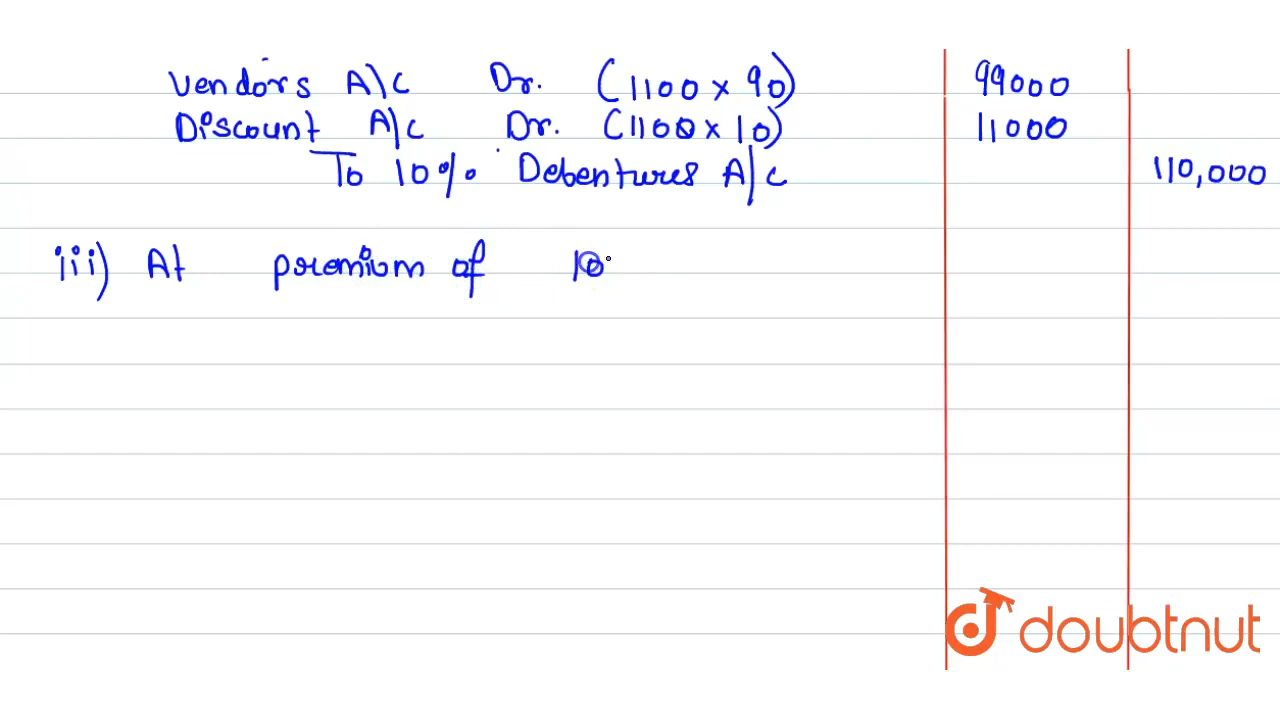 Vendors A/c Dr. (1100 x 90) 99000
Discount A/c Dr. (1100 x 10) 11000
To 10% Debentures A/c 110,000
iii) At premium of 10
doubtnut